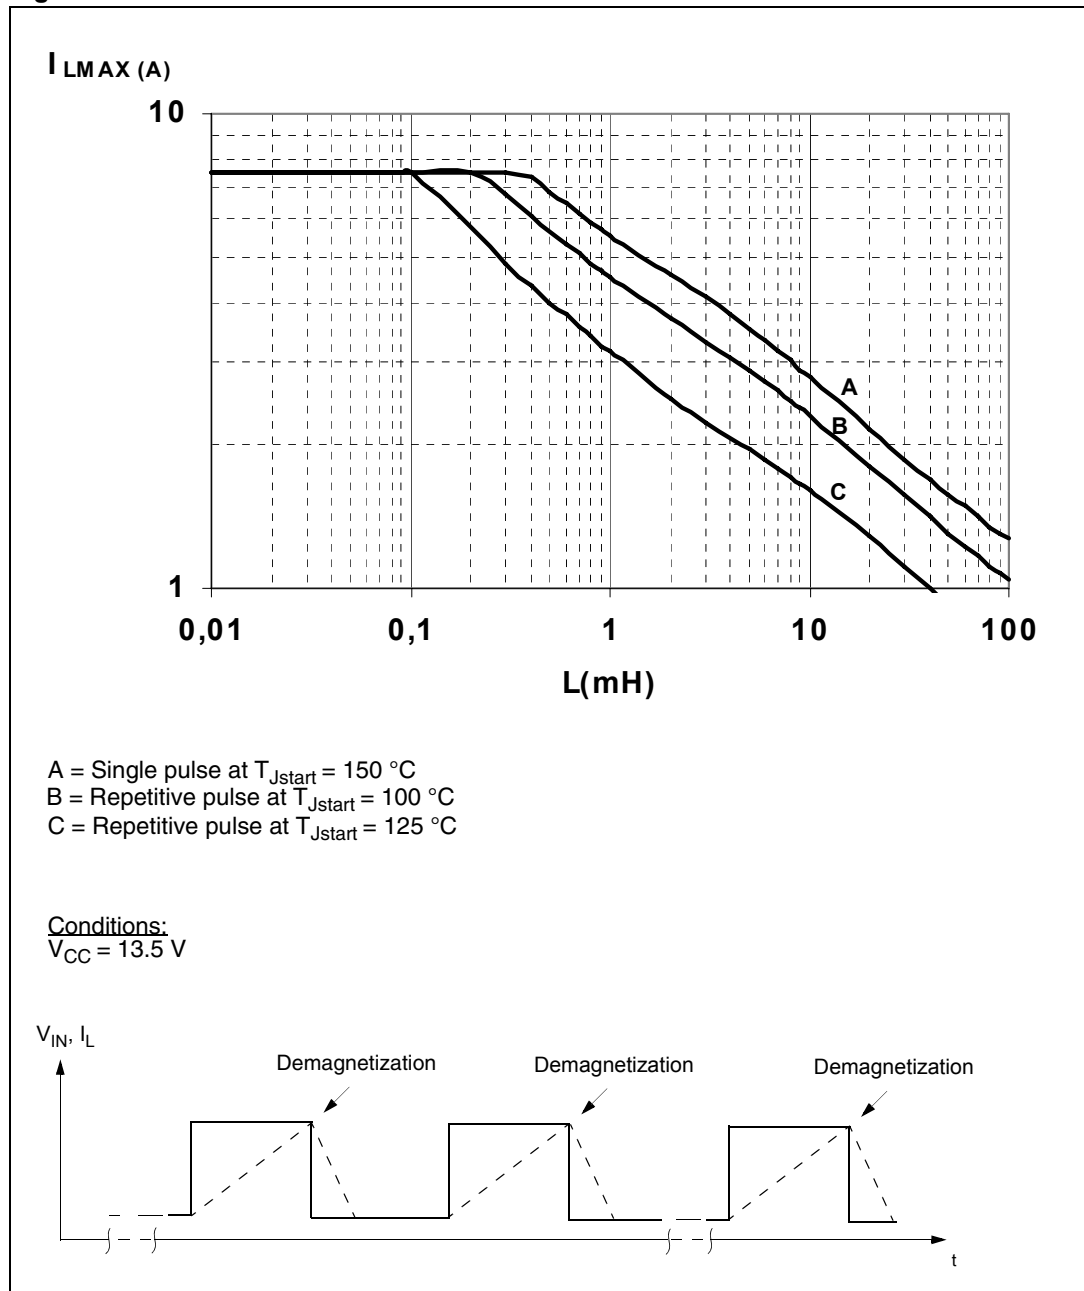 I LMAX (A)
10
1
0,01 0,1 1 10 100
L(mH)
A
B
C
A = Single pulse at TJstart = 150 °C
B = Repetitive pulse at TJstart = 100 °C
C = Repetitive pulse at TJstart = 125 °C
Conditions:
VCC = 13.5 V
VIN, IL
Demagnetization Demagnetization Demagnetization
t